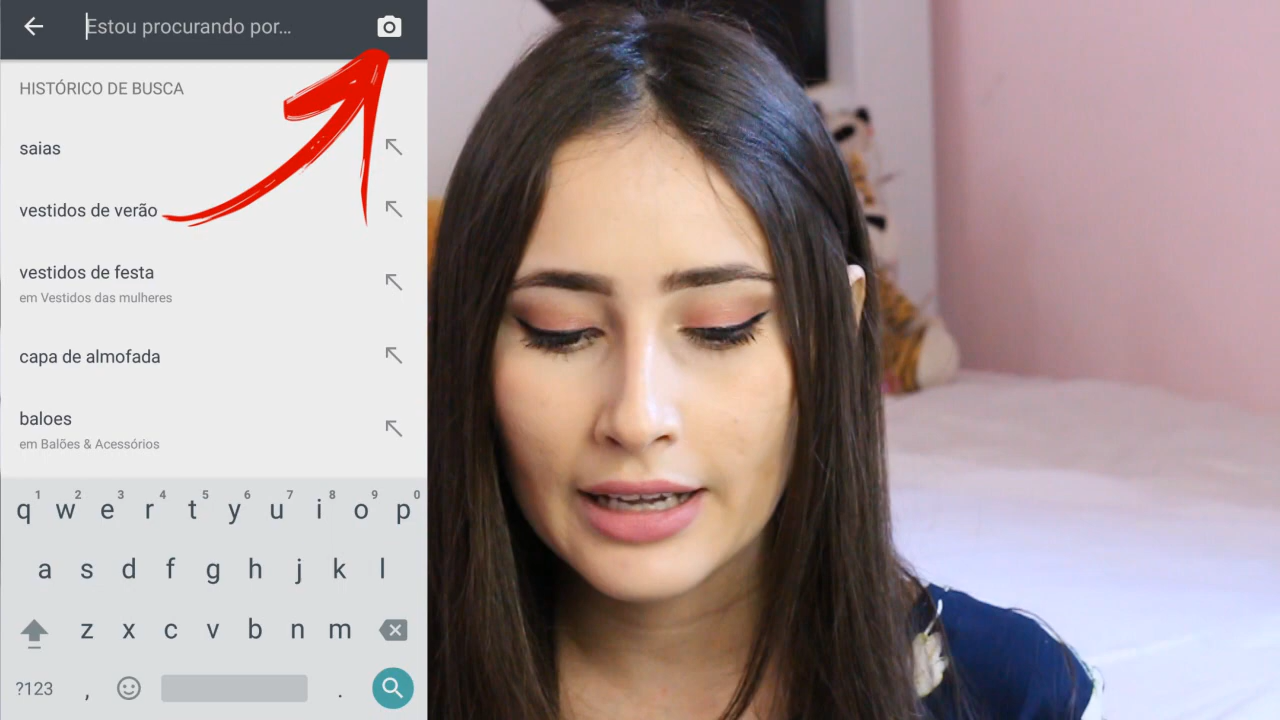 Estou procurando por...
HISTÓRICO DE BUSCA
saias
vestidos de verão
vestidos de festa
em Vestidos das mulheres
capa de almofada
baloes
em Balões & Acessórios
1 2 3 4 5 6 7 8 9 0
q w e r t y u i o p
a s d f g h j k l
z x c v b n m
?123 , .